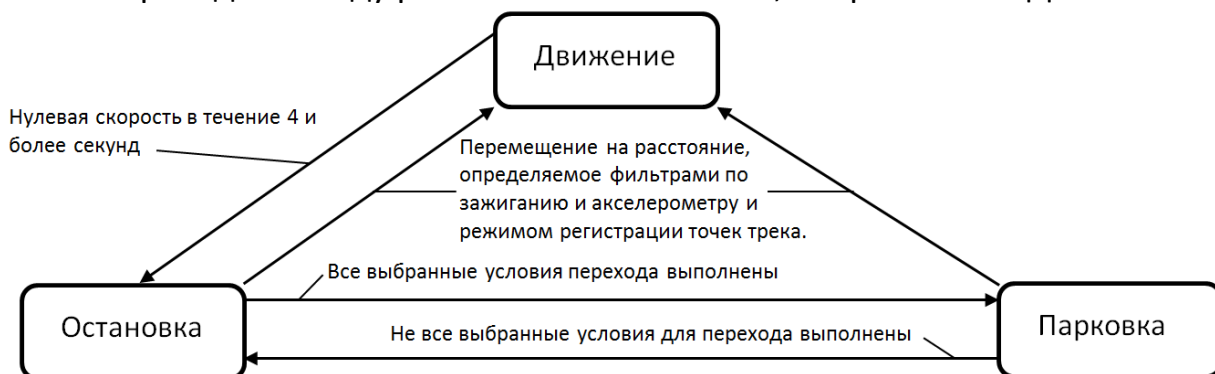 Движение
Нулевая скорость в течение 4 и
более секунд
Перемещение на расстояние,
определяемое фильтрами по
зажиганию и акселерометру и
режимом регистрации точек трека.
Все выбранные условия перехода выполнены
Остановка
Не все выбранные условия для перехода выполнены
Парковка